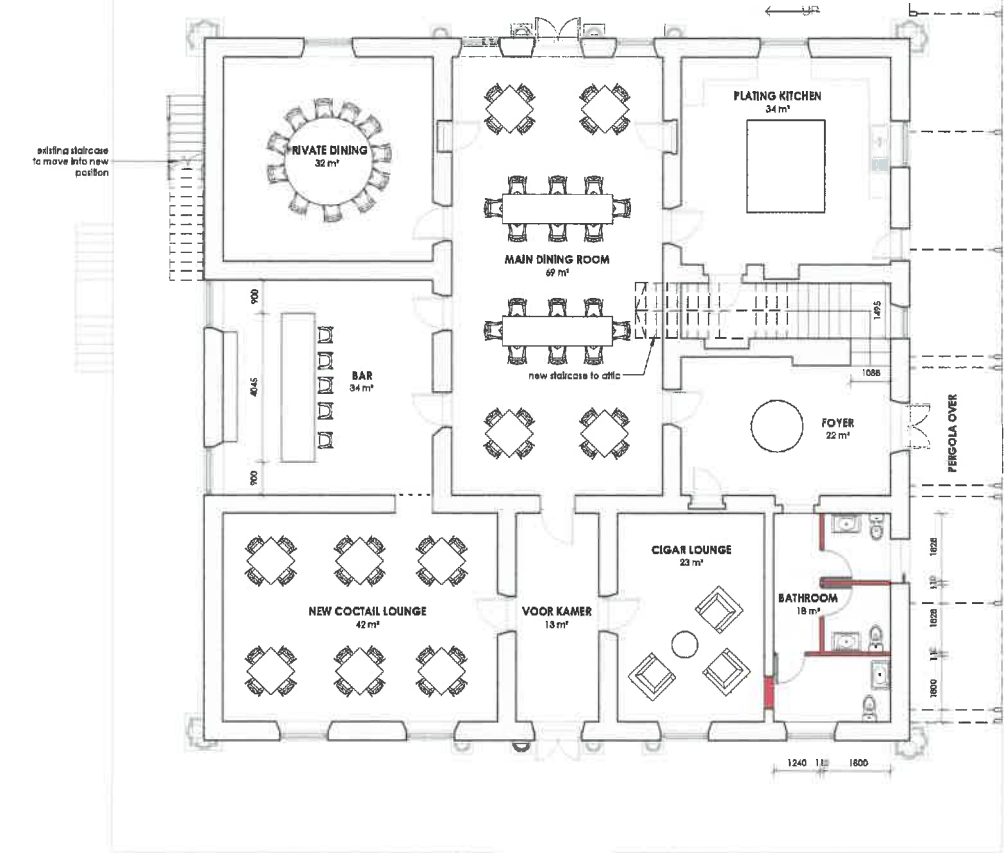 UP
PLATING KITCHEN
34 m²
existing staircase
to move into new
position
RIVATE DINING
32 m²
MAIN DINING ROOM
69 m²
900
4045
900
BAR
34 m²
new staircase to attic
1495
1088
FOYER
22 m²
PERGOLA OVER
CIGAR LOUNGE
23 m²
NEW COCTAIL LOUNGE
42 m²
VOOR KAMER
13 m²
BATHROOM
18 m²
1828
110
1828
1800
1240
1800